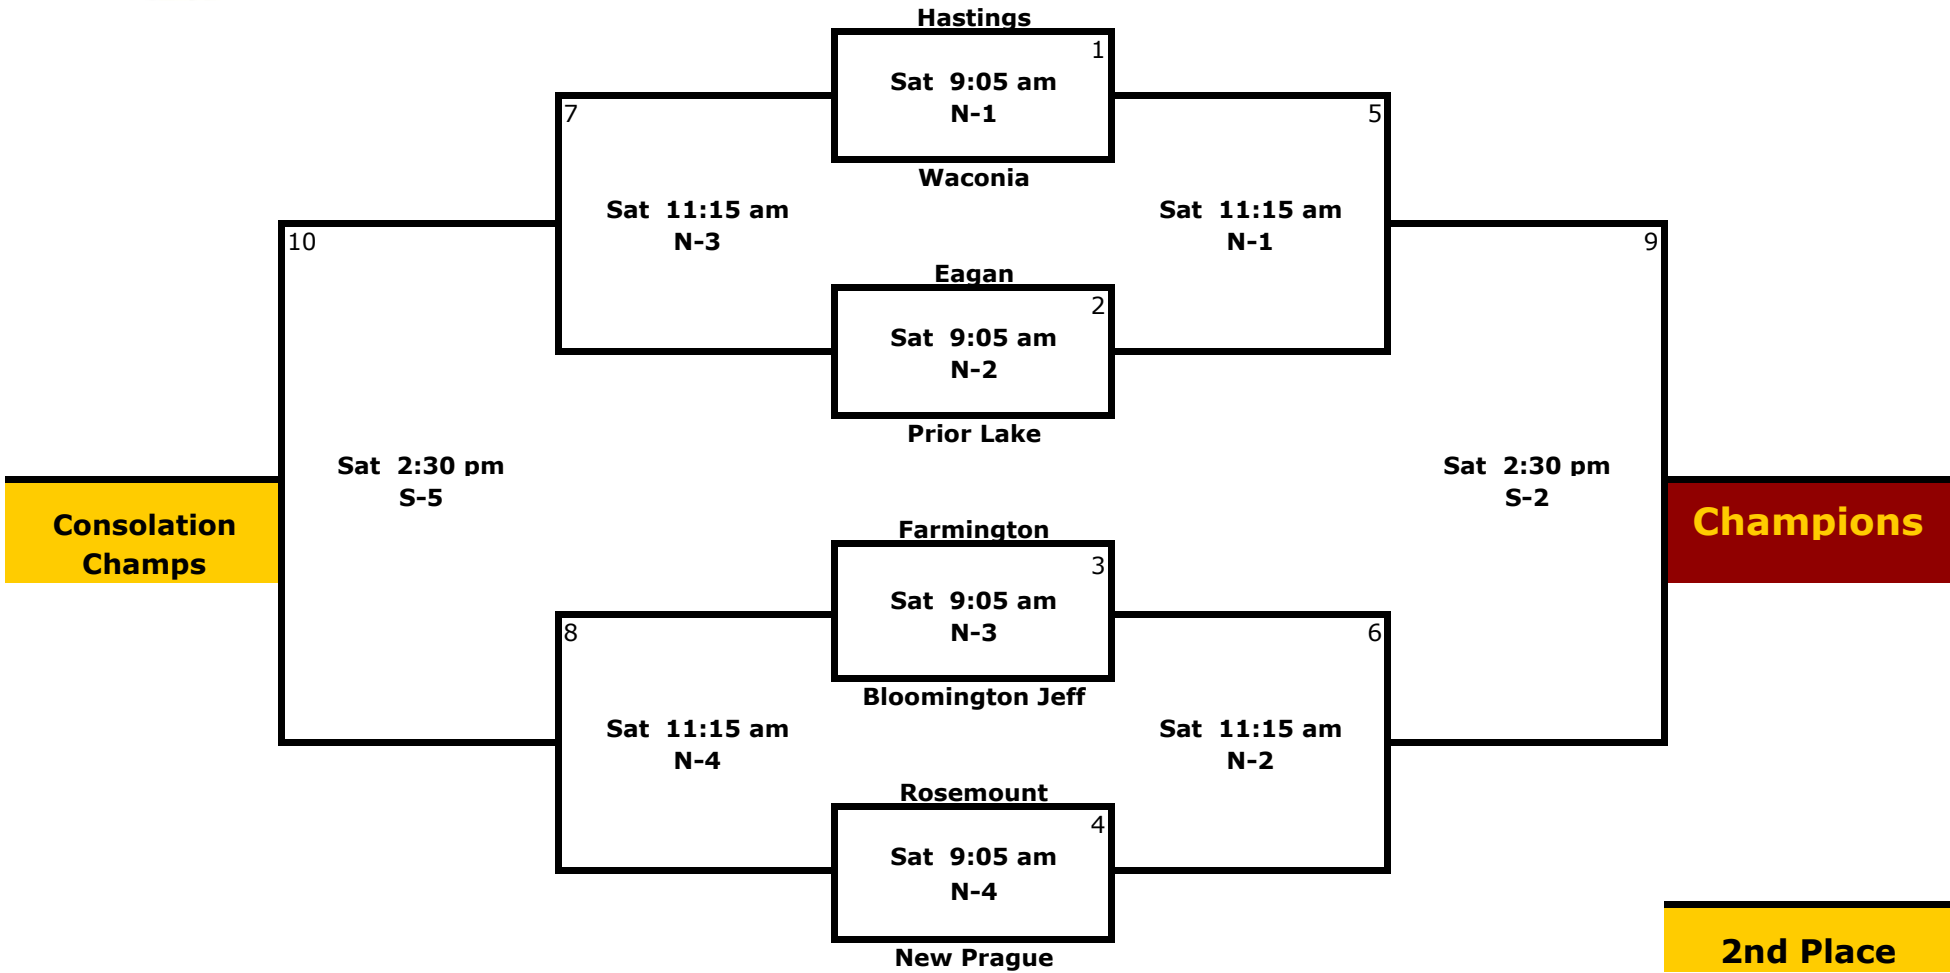 Hastings
1
Sat 9:05 am
N-1
7
5
Waconia
Sat 11:15 am
N-3
Sat 11:15 am
N-1
10
9
Eagan
2
Sat 9:05 am
N-2
Prior Lake
Sat 2:30 pm
S-5
Sat 2:30 pm
S-2
Consolation
Champs
Champions
Farmington
3
Sat 9:05 am
N-3
8
6
Bloomington Jeff
Sat 11:15 am
N-4
Sat 11:15 am
N-2
Rosemount
4
Sat 9:05 am
N-4
New Prague
2nd Place